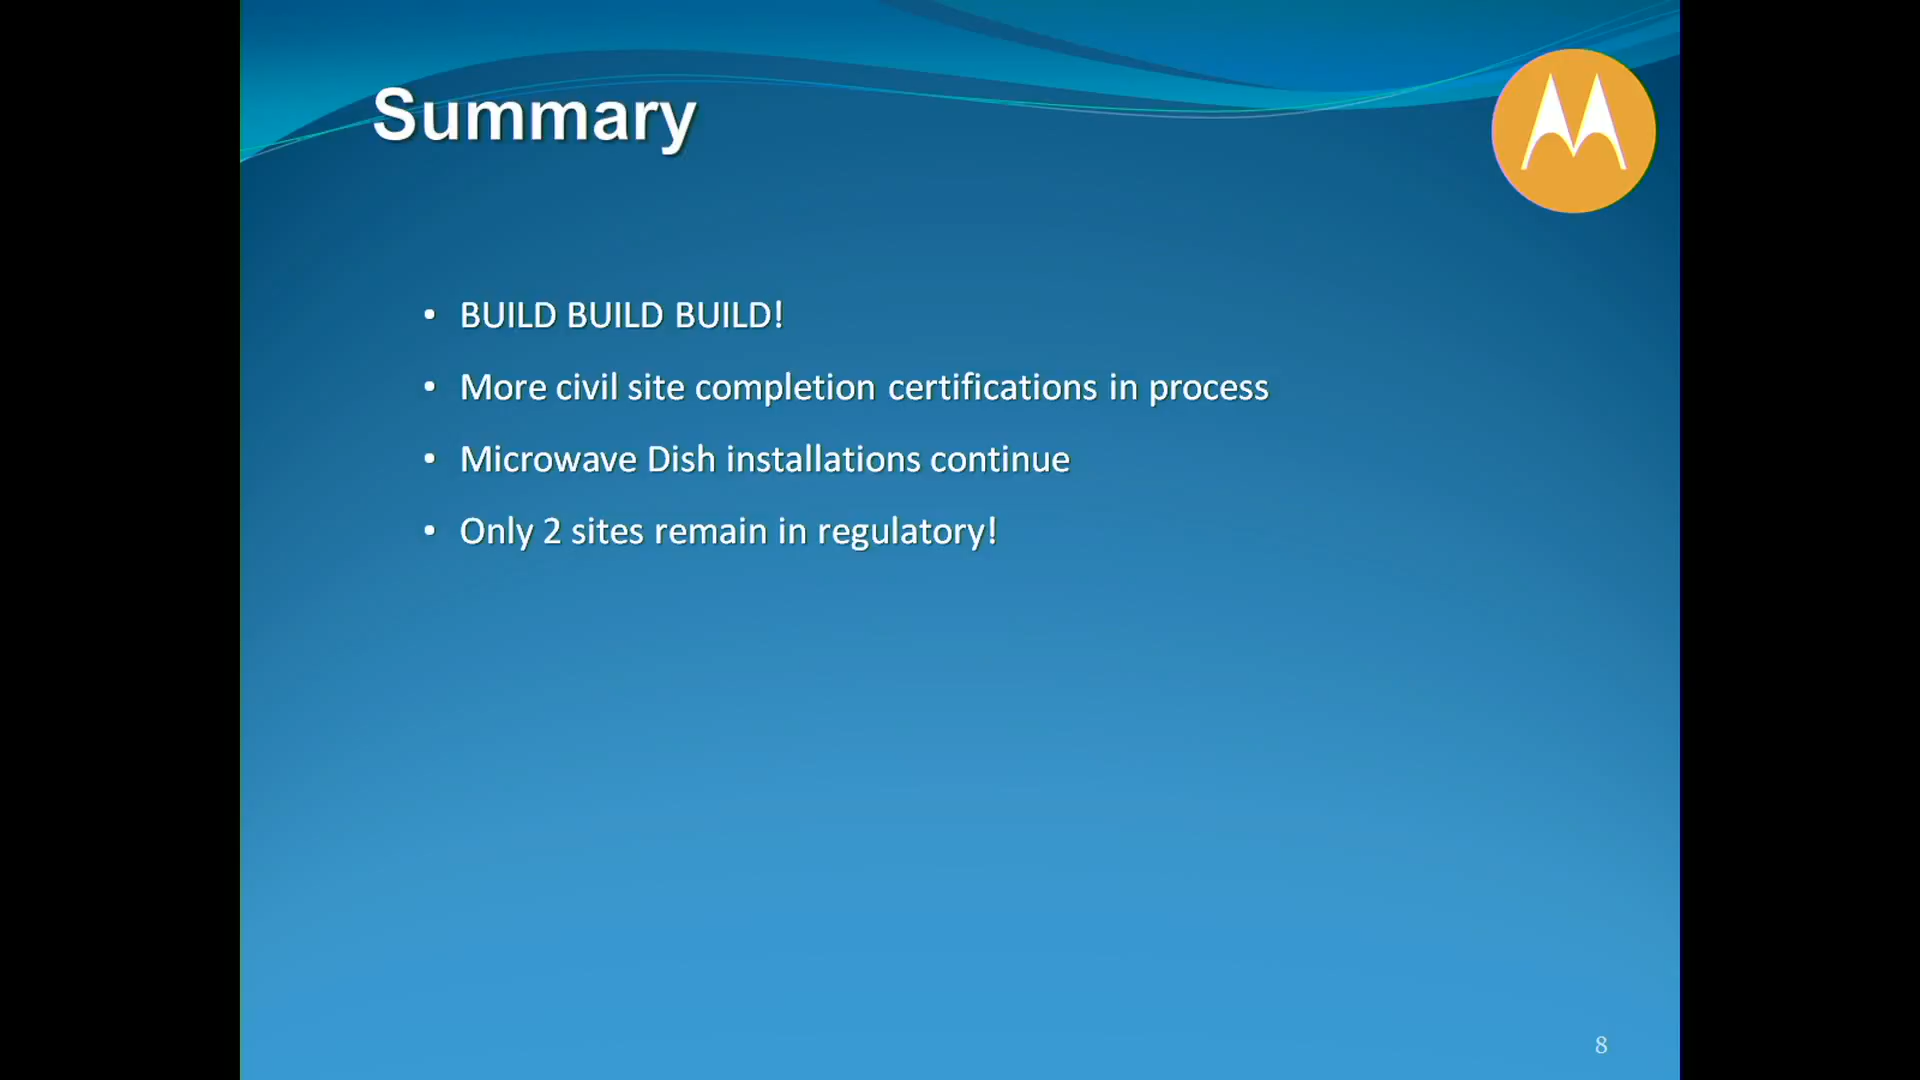 Summary
• BUILD BUILD BUILD!
• More civil site completion certifications in process
• Microwave Dish installations continue
• Only 2 sites remain in regulatory!
8